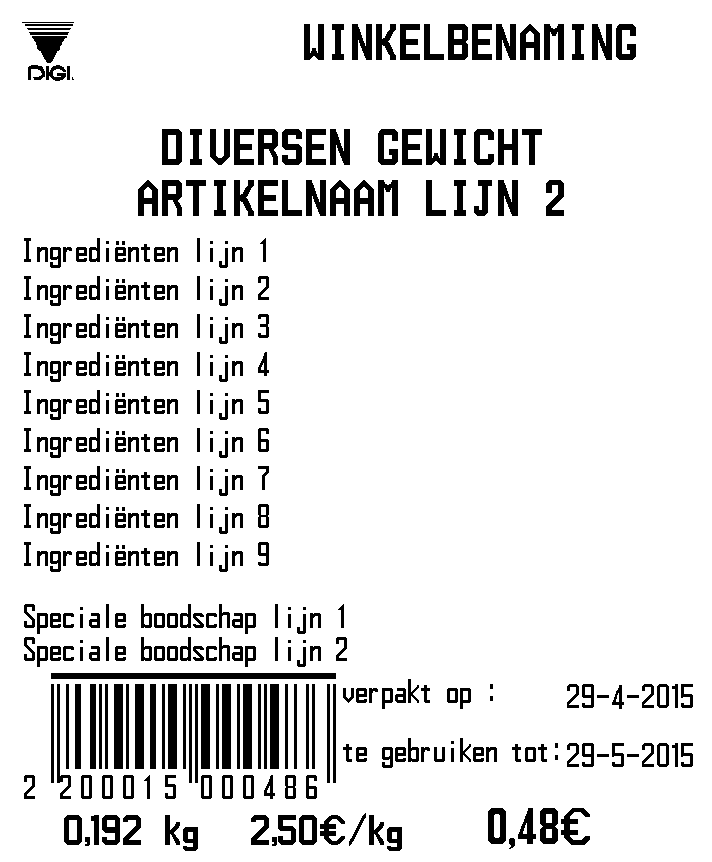 DIGI.
WINKELBENAMING
DIVERSEN GEWICHT
ARTIKELNAAM LIJN 2
Ingrediënten lijn 1
Ingrediënten lijn 2
Ingrediënten lijn 3
Ingrediënten lijn 4
Ingrediënten lijn 5
Ingrediënten lijn 6
Ingrediënten lijn 7
Ingrediënten lijn 8
Ingrediënten lijn 9
Speciale boodschap lijn 1
Speciale boodschap lijn 2
verpakt op : 29-4-2015
te gebruiken tot: 29-5-2015
2 200015 000486
0,192 kg 2,50€/kg 0,48€